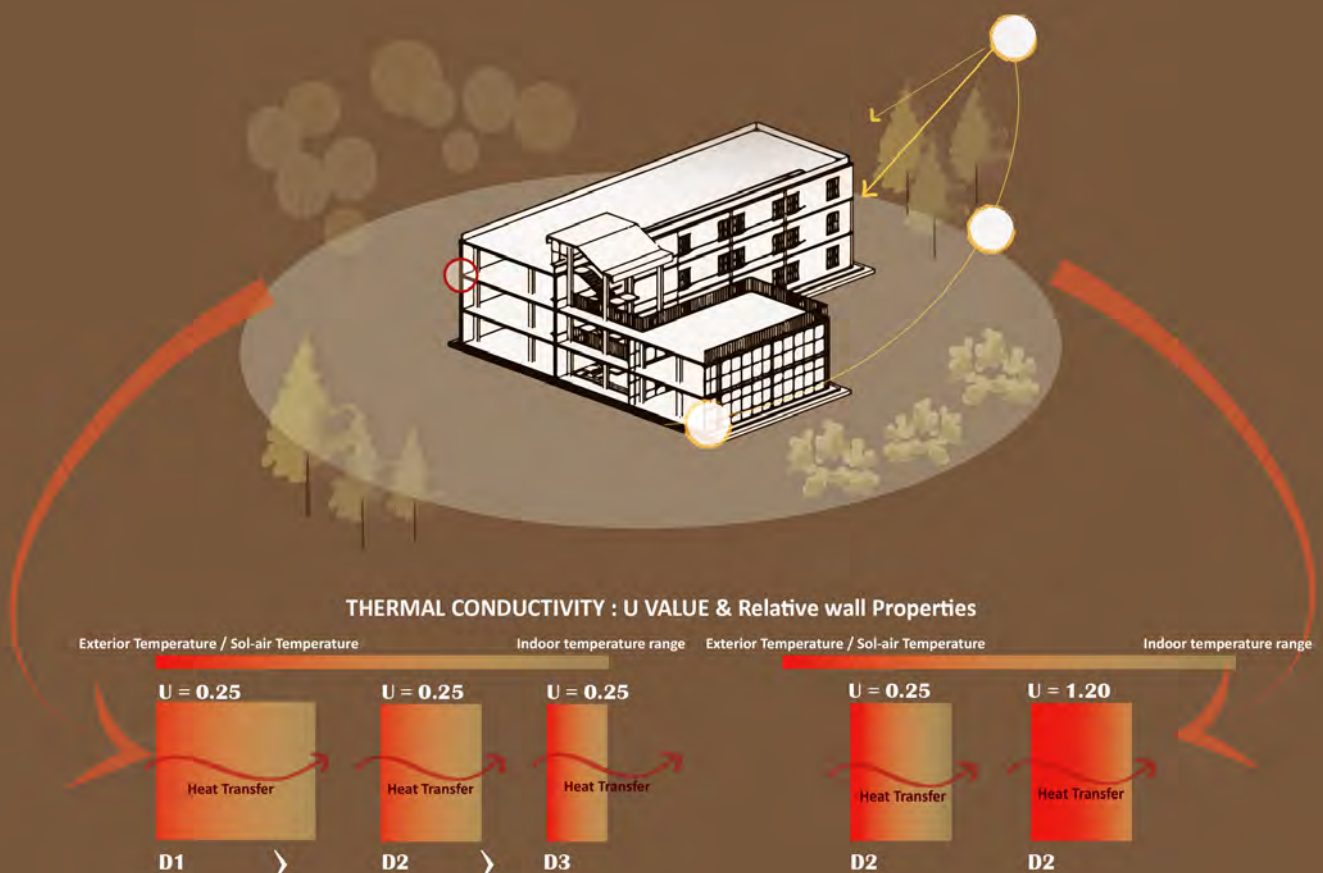 THERMAL CONDUCTIVITY : U VALUE & Relative wall Properties
Exterior Temperature / Sol-air Temperature
Indoor temperature range
U = 0.25
U = 0.25
U = 0.25
Heat Transfer
Heat Transfer
Heat Transfer
D1 > D2 > D3
Exterior Temperature / Sol-air Temperature
Indoor temperature range
U = 0.25
U = 1.20
Heat Transfer
Heat Transfer
D2
D2